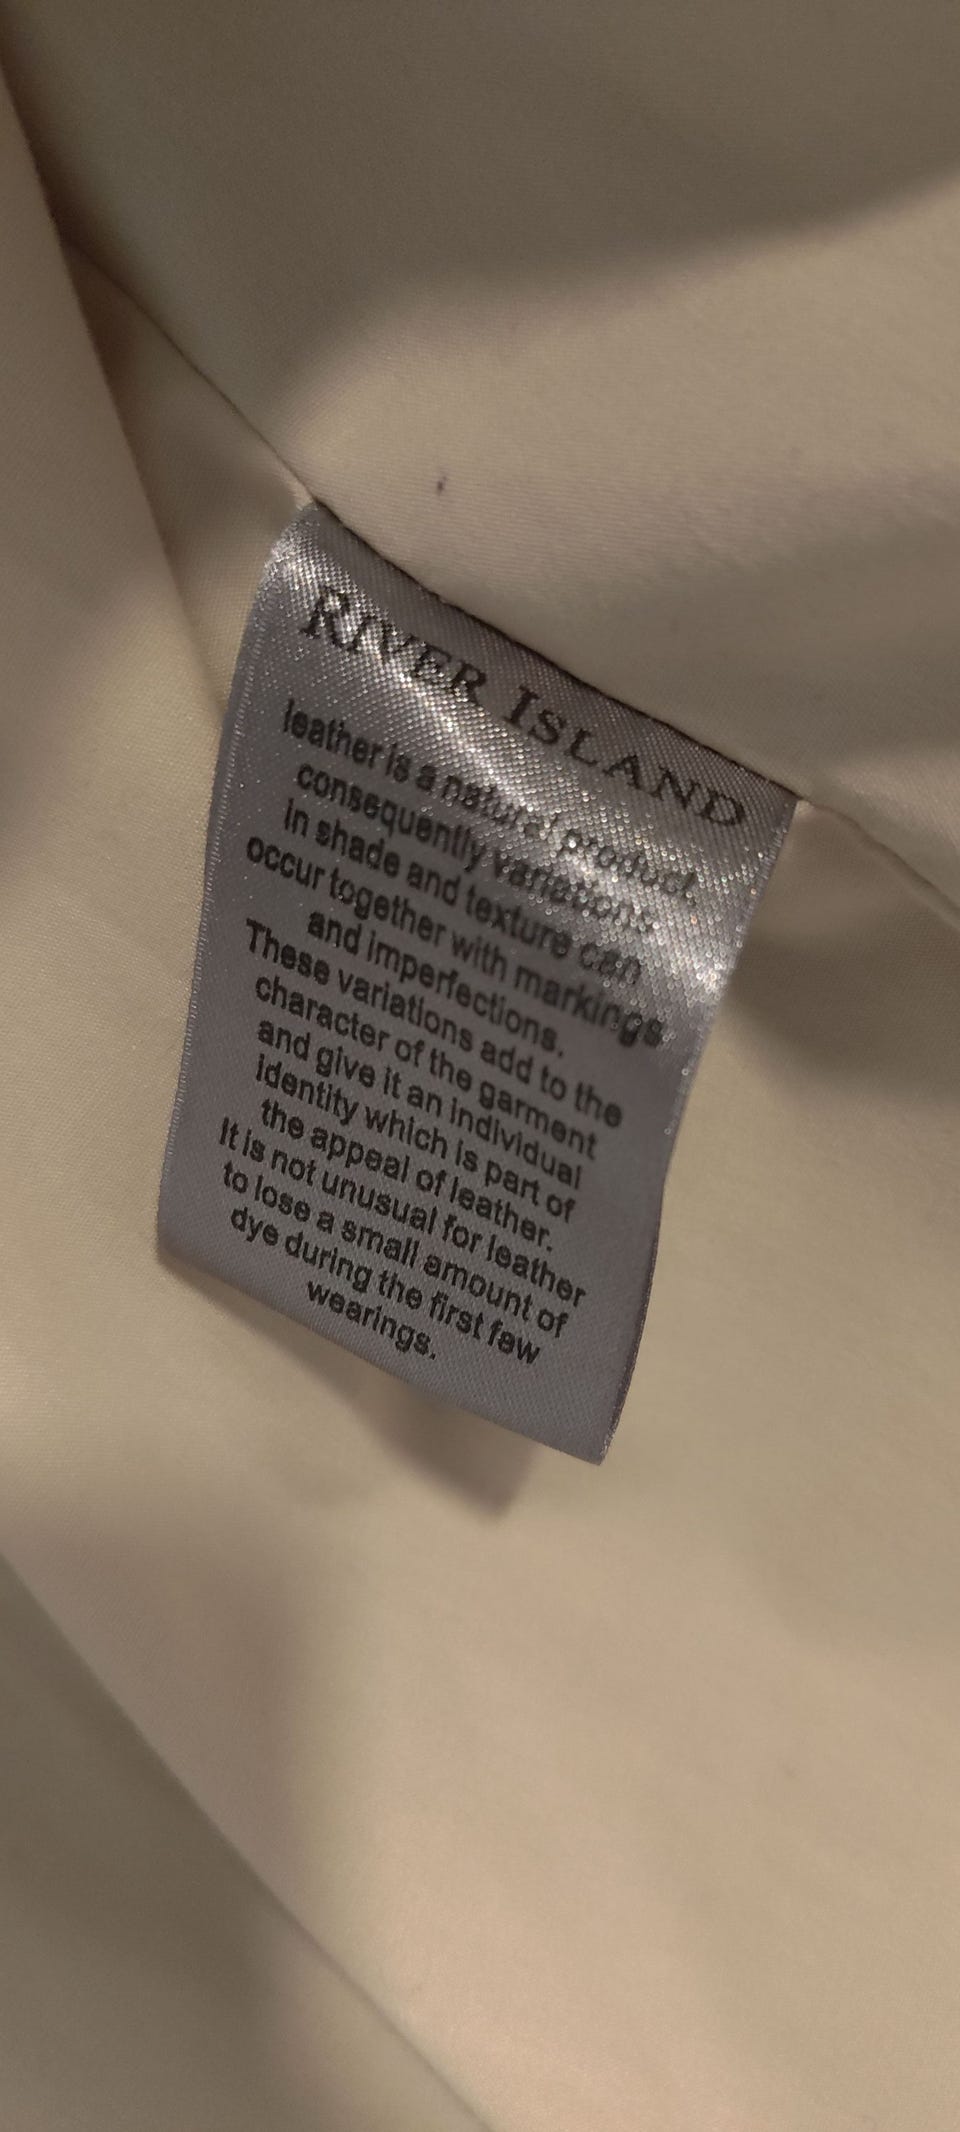 RIVER ISLAND
leather is a natural product,
consequently variations
in shade and texture can
occur together with markings
and imperfections.
These variations add to the
character of the garment
and give it an individual
identity which is part of
the appeal of leather.
It is not unusual for leather
to lose a small amount of
dye during the first few
wearings.